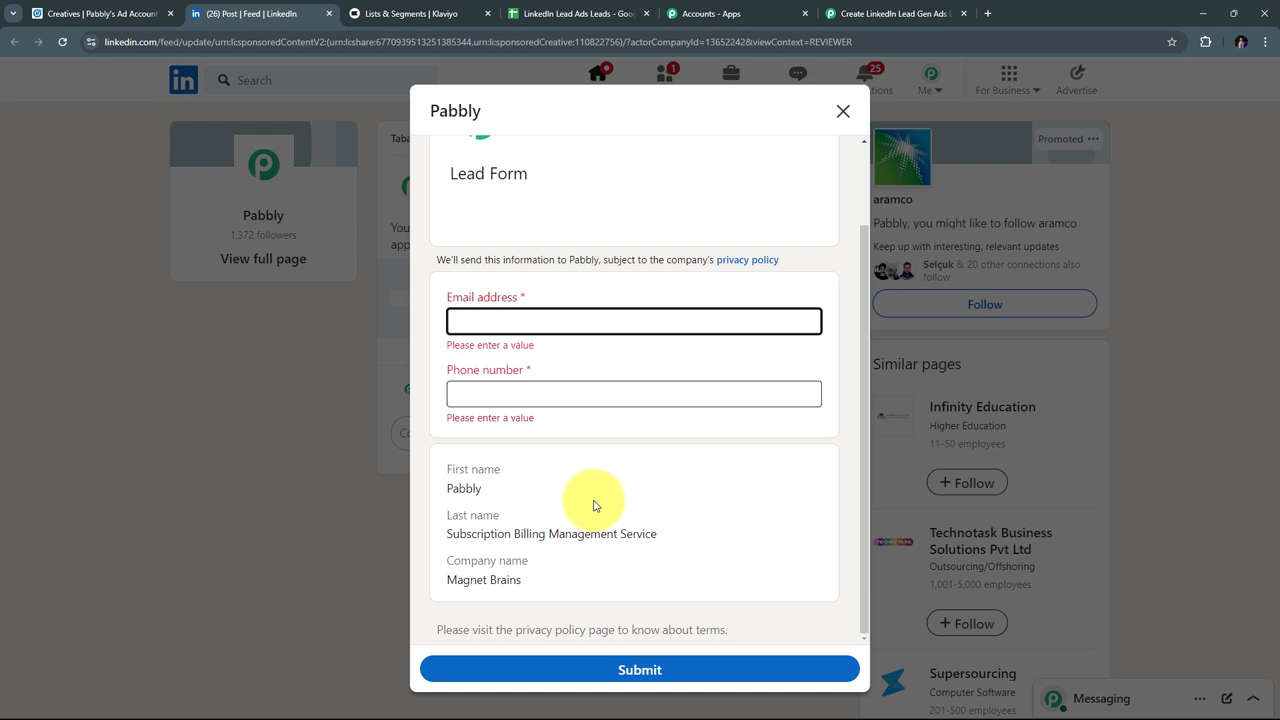 Creatives | Pabbly's Ad Account
(26) Post | Feed | LinkedIn
Lists & Segments | Klaviyo
LinkedIn Lead Ads Leads - Goo
Accounts - Apps
Create LinkedIn Lead Gen Ads L
linkedin.com/feed/update/urn:li:sponsoredContentV2:(urn:li:share:6770939513251385344,urn:li:sponsoredCreative:110822756)/?actorCompanyId=13652242&viewContext=REVIEWER
in
Search
1
25
tions
Me
For Business
Advertise
Pabbly
1,372 followers
View full page
Taba
You
app
Co
Pabbly
Lead Form
We'll send this information to Pabbly, subject to the company's privacy policy
Email address *
Please enter a value
Phone number *
Please enter a value
First name
Pabbly
Last name
Subscription Billing Management Service
Company name
Magnet Brains
Please visit the privacy policy page to know about terms.
Submit
Promoted
aramco
Pabbly, you might like to follow aramco
Keep up with interesting, relevant updates
Selçuk & 20 other connections also
follow
Follow
Similar pages
Infinity Education
Higher Education
11-50 employees
+ Follow
Technotask Business
Solutions Pvt Ltd
Outsourcing/Offshoring
1,001-5,000 employees
+ Follow
Supersourcing
Computer Software
201-500 employees
Messaging